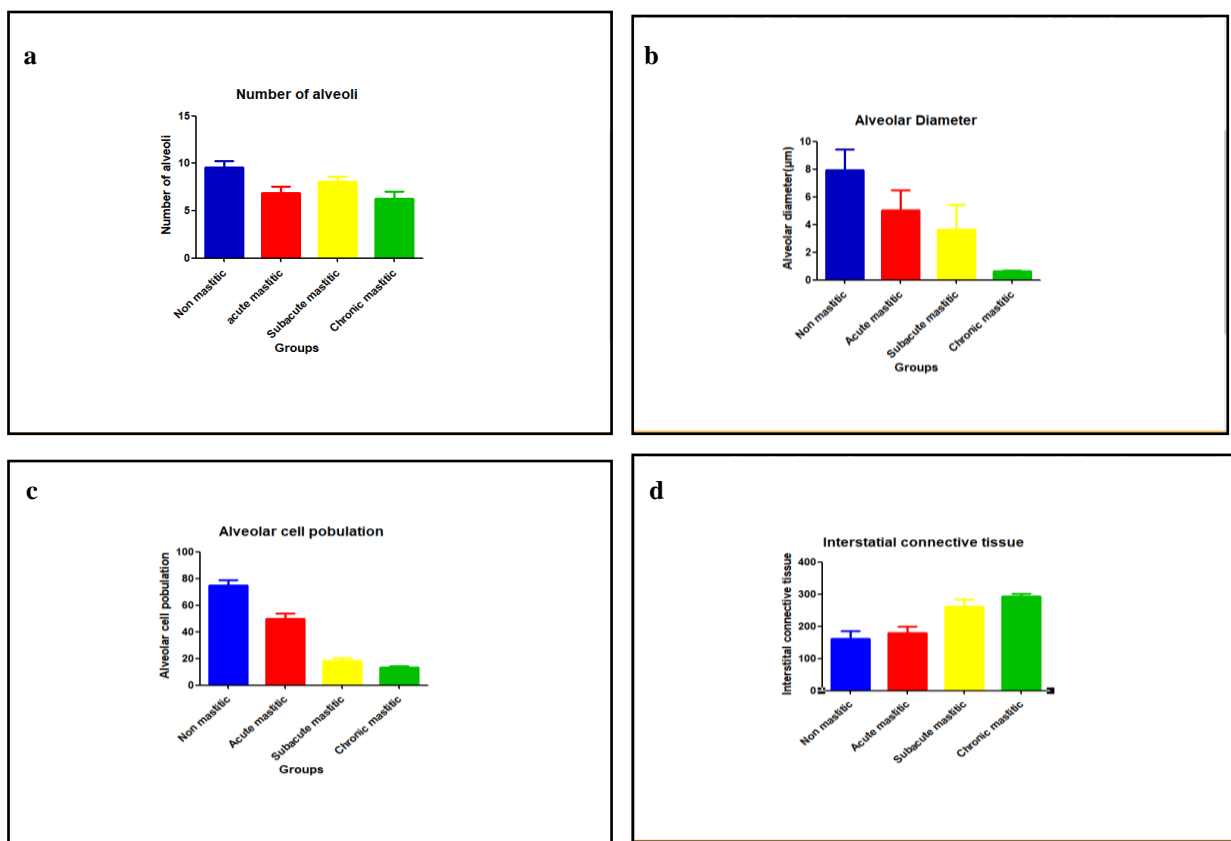 a
Number of alveoli
Number of alveoli
15
10
5
0
Non mastitic
acute mastitic
Subacute mastitic
Chronic mastitic
Groups
b
Alveolar Diameter
Alveolar diameter(µm)
10
8
6
4
2
0
Non mastitic
Acute mastitic
Subacute mastitic
Chronic mastitic
Groups
c
Alveolar cell pobulation
Alveolar cell pobulation
100
80
60
40
20
0
Non mastitic
Acute mastitic
Subacute mastitic
Chronic mastitic
Groups
d
Interstatial connective tissue
Interstital connective tissue
400
300
200
100
0
Non mastitic
Acute mastitic
Subacute mastitic
Chronic mastitic